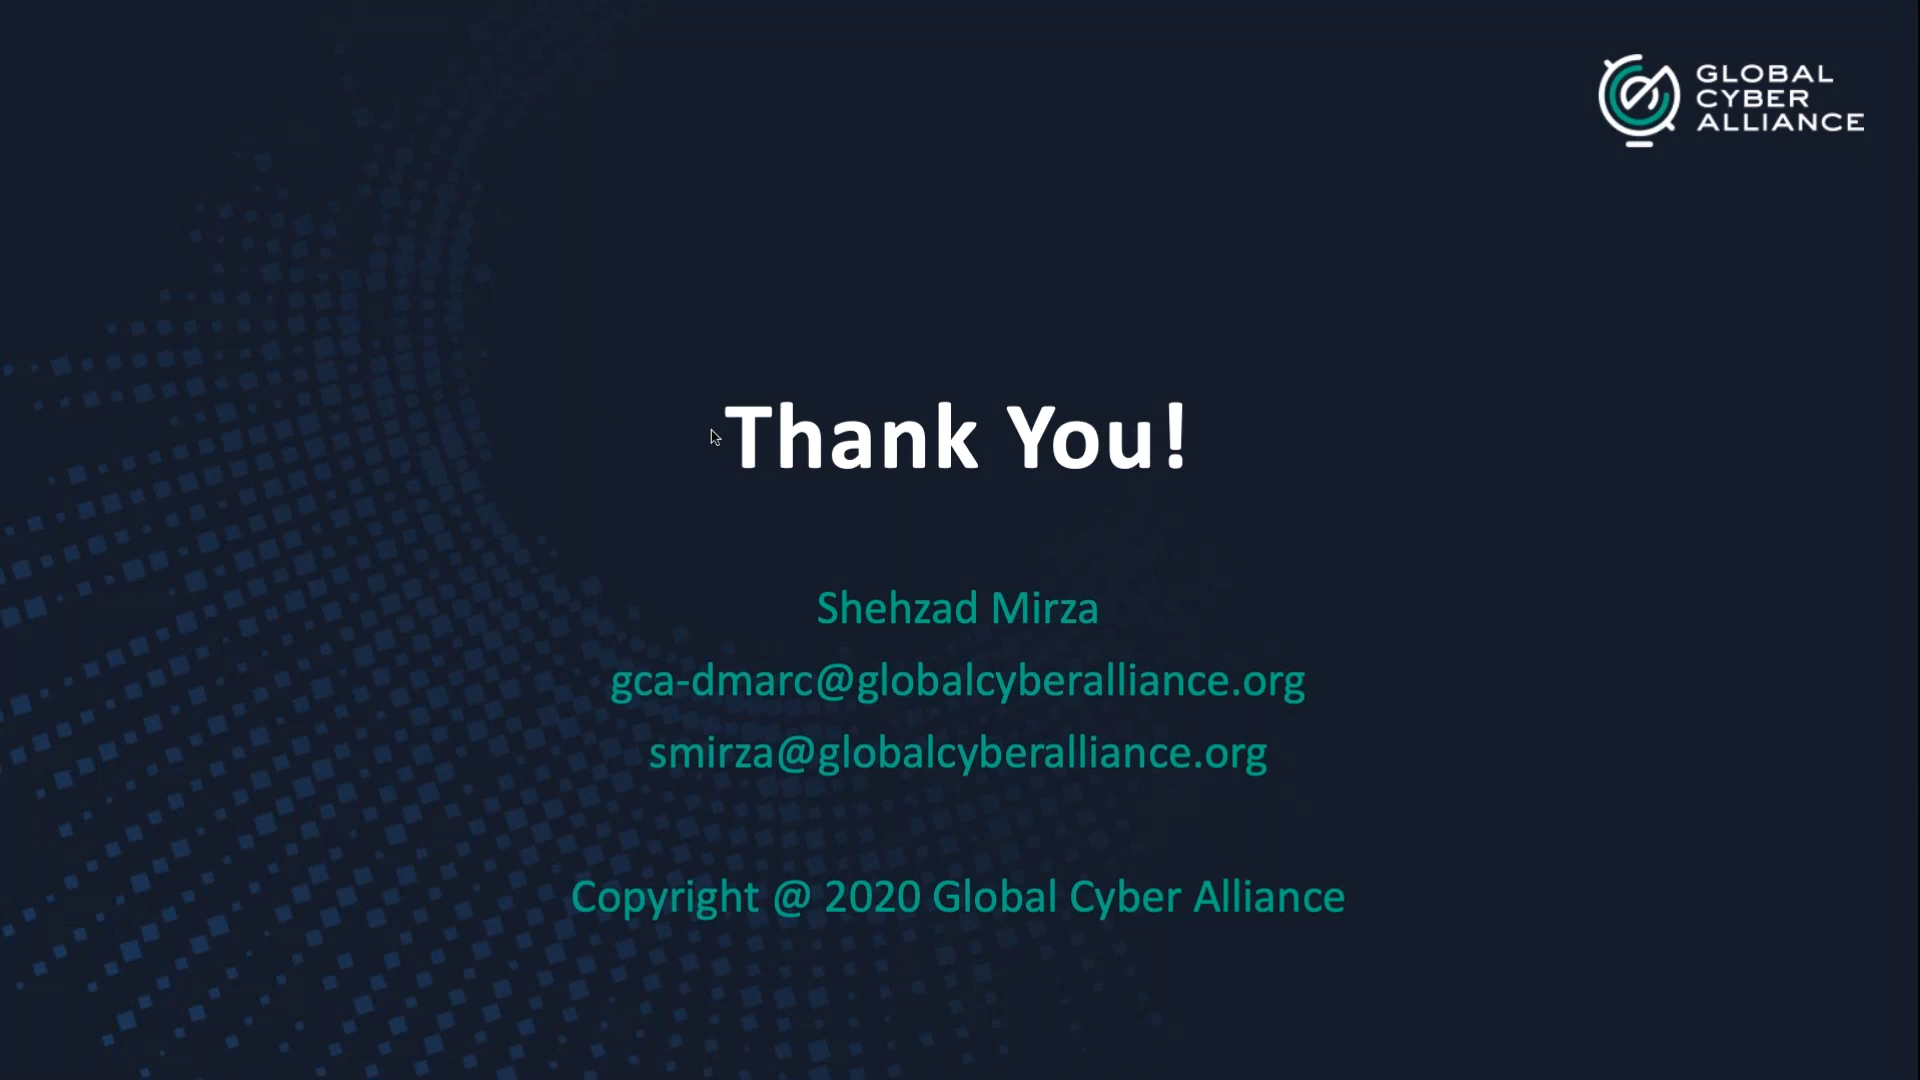 GLOBAL
CYBER
ALLIANCE
Thank You!
Shehzad Mirza
gca-dmarc@globalcyberalliance.org
smirza@globalcyberalliance.org
Copyright @ 2020 Global Cyber Alliance